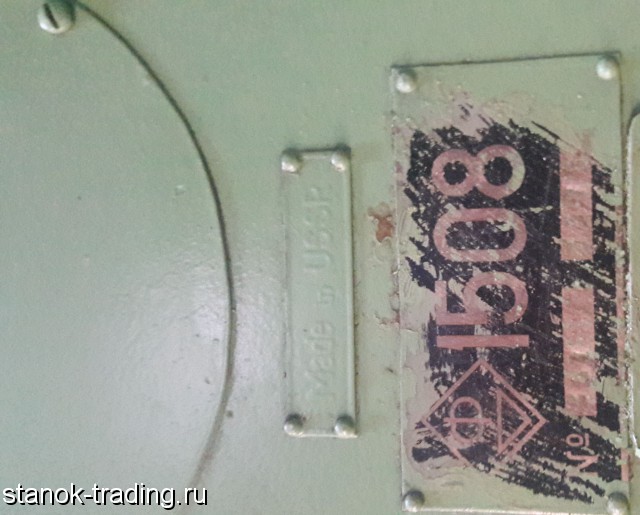 Made in USSR
Ф 1508
№
stanok-trading.ru